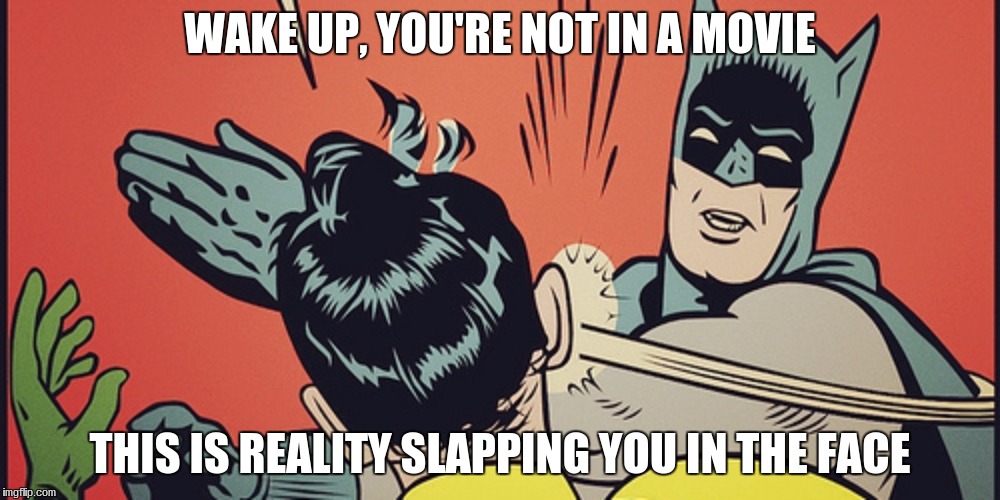 WAKE UP, YOU'RE NOT IN A MOVIE
THIS IS REALITY SLAPPING YOU IN THE FACE
imgflip.com